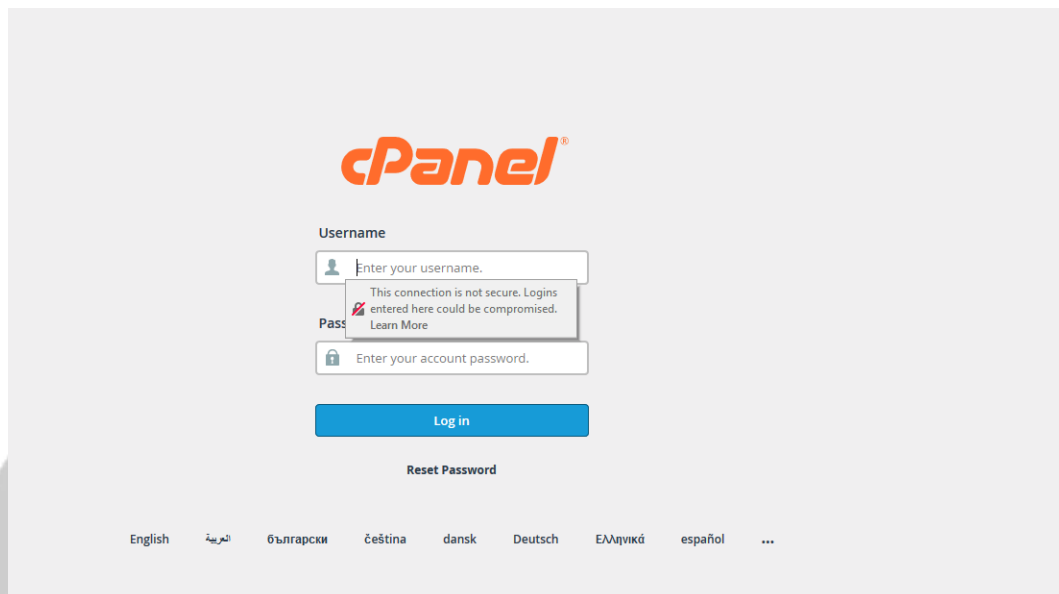 cPanel®
Username
Enter your username.
This connection is not secure. Logins
entered here could be compromised.
Learn More
Pass
Enter your account password.
Log in
Reset Password
English العربية български čeština dansk Deutsch Ελληνικά español ...